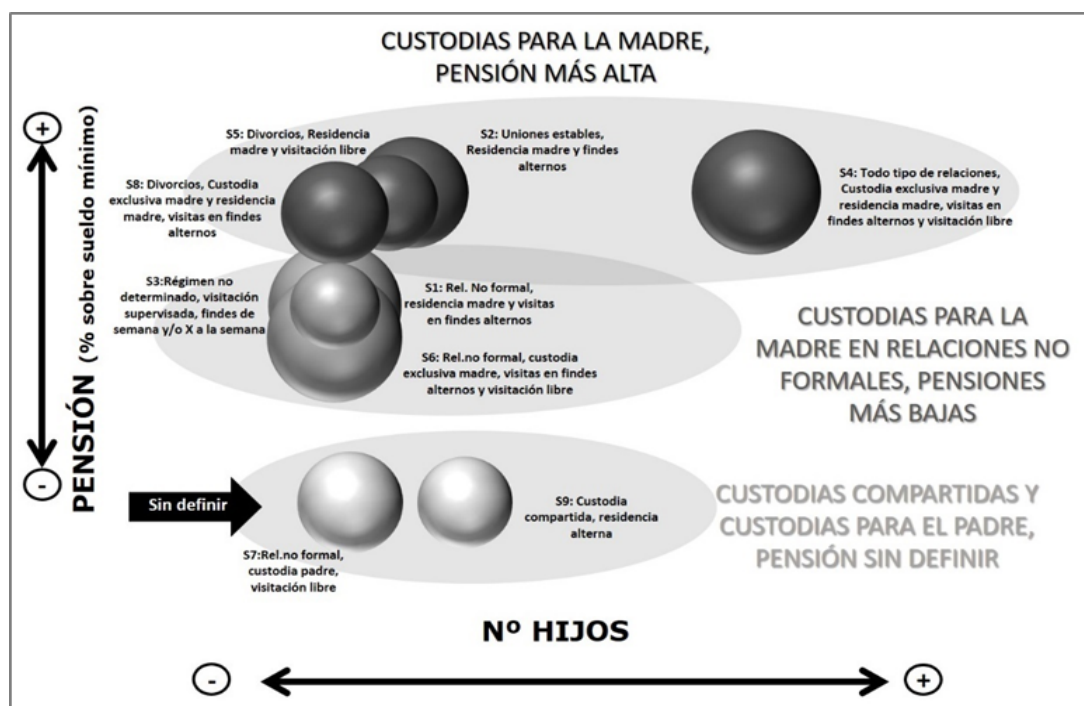 CUSTODIAS PARA LA MADRE,
PENSIÓN MÁS ALTA
+
PENSIÓN (% sobre sueldo mínimo)
-
S5: Divorcios, Residencia
madre y visitación libre
S2: Uniones estables,
Residencia madre y findes
alternos
S8: Divorcios, Custodia
exclusiva madre y residencia
madre, visitas en findes
alternos
S4: Todo tipo de relaciones,
Custodia exclusiva madre y
residencia madre, visitas en
findes alternos y visitación libre
S3:Régimen no
determinado, visitación
supervisada, findes de
semana y/o X a la semana
S1: Rel. No formal,
residencia madre y visitas
en findes alternos
S6: Rel.no formal, custodia
exclusiva madre, visitas en findes
alternos y visitación libre
CUSTODIAS PARA LA
MADRE EN RELACIONES NO
FORMALES, PENSIONES
MÁS BAJAS
Sin definir
S7:Rel.no formal,
custodia padre,
visitación libre
S9: Custodia
compartida, residencia
alterna
CUSTODIAS COMPARTIDAS Y
CUSTODIAS PARA EL PADRE,
PENSIÓN SIN DEFINIR
Nº HIJOS
-
+